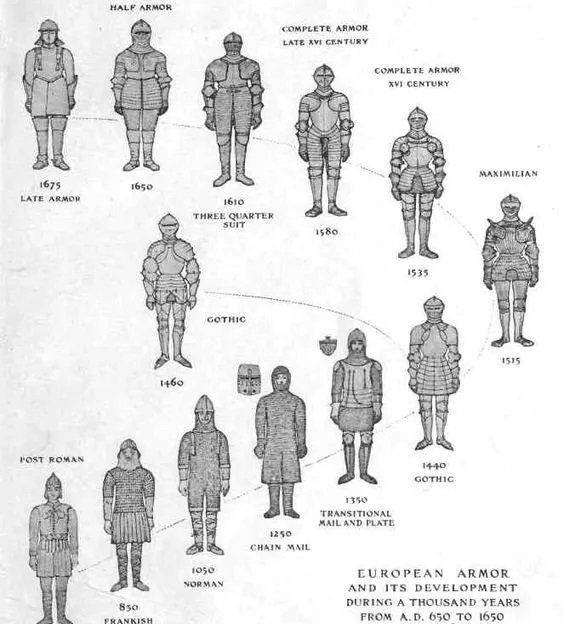 HALF ARMOR
COMPLETE ARMOR
LATE XVI CENTURY
COMPLETE ARMOR
XVI CENTURY
MAXIMILIAN
1675
LATE ARMOR
1650
1610
THREE QUARTER
SUIT
1580
1535
1515
GOTHIC
1460
1440
GOTHIC
1350
TRANSITIONAL
MAIL AND PLATE
1250
CHAIN MAIL
1050
NORMAN
POST ROMAN
850
FRANKISH
EUROPEAN ARMOR
AND ITS DEVELOPMENT
DURING A THOUSAND YEARS
FROM A.D. 650 TO 1650